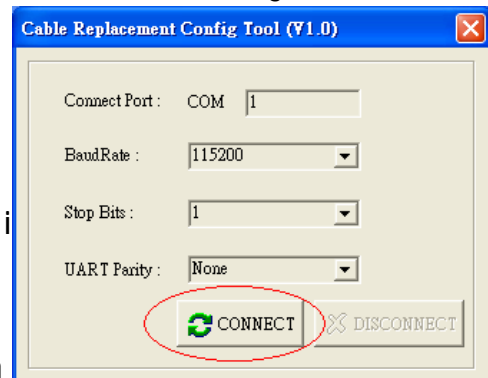 Cable Replacement Config Tool (V1.0)
Connect Port : COM 1
BaudRate : 115200
Stop Bits : 1
UART Parity : None
CONNECT DISCONNECT